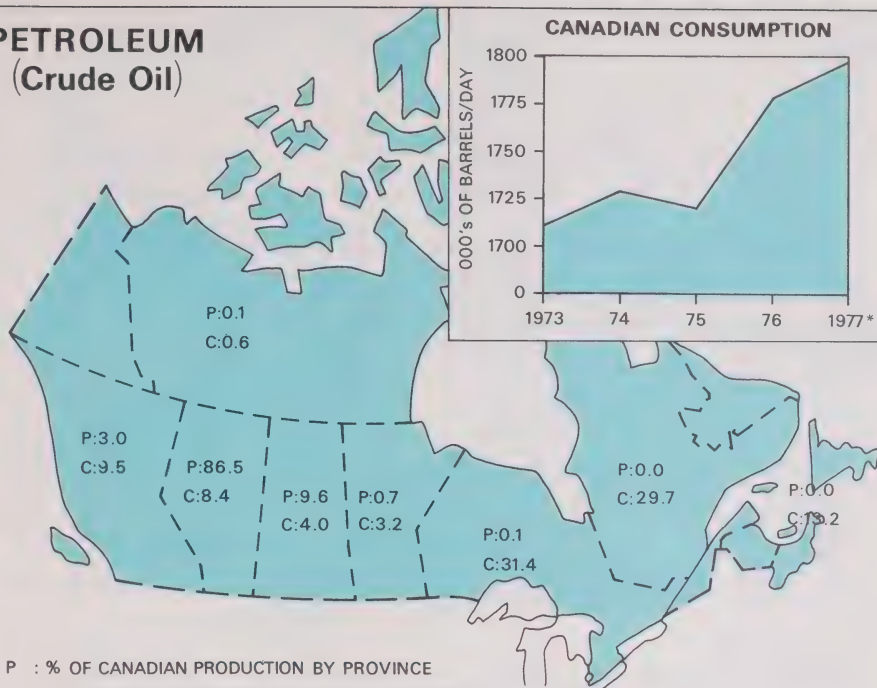 PETROLEUM
(Crude Oil)
CANADIAN CONSUMPTION
000's OF BARRELS/DAY
1800
1775
1750
1725
1700
0
1973 74 75 76 1977*
P:0.1
C:0.6
P:3.0
C:9.5
P:86.5
C:8.4
P:9.6
C:4.0
P:0.7
C:3.2
P:0.1
C:31.4
P:0.0
C:29.7
P:0.0
C:13.2
P : % OF CANADIAN PRODUCTION BY PROVINCE